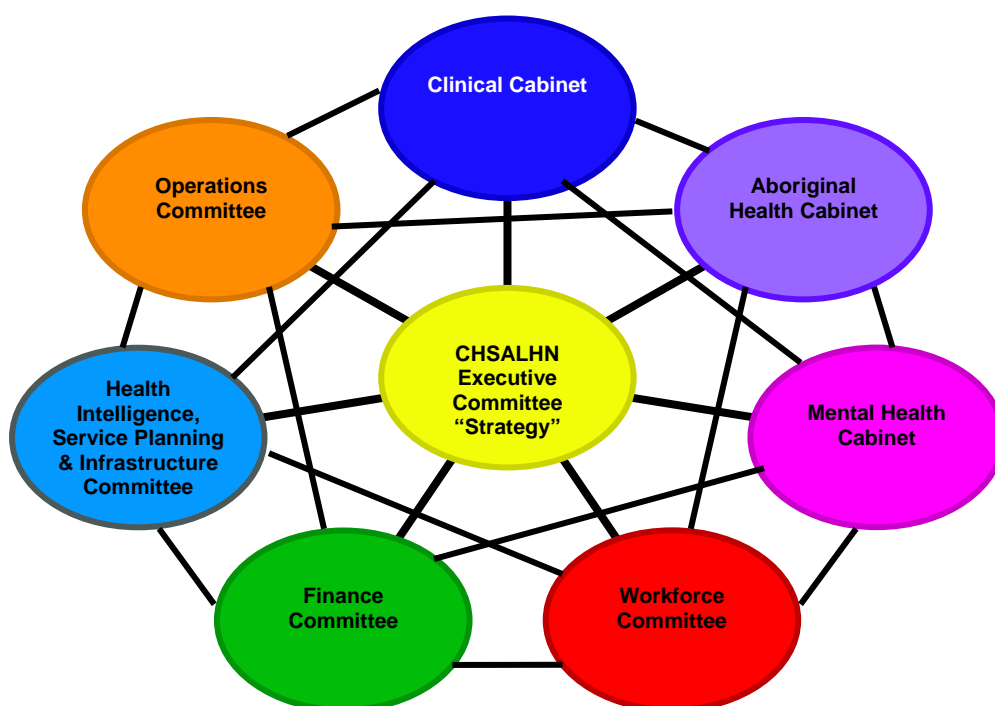 Clinical Cabinet
Operations
Committee
Aboriginal
Health Cabinet
CHSALHN
Executive
Committee
“Strategy”
Health
Intelligence,
Service Planning
& Infrastructure
Committee
Mental Health
Cabinet
Finance
Committee
Workforce
Committee